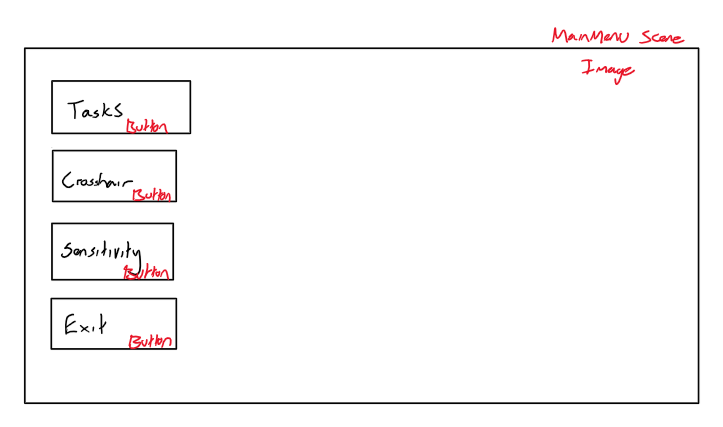 MainMenu Scene
Image
Tasks
Button
Crosshair
Button
Sensitivity
Button
Exit
Button